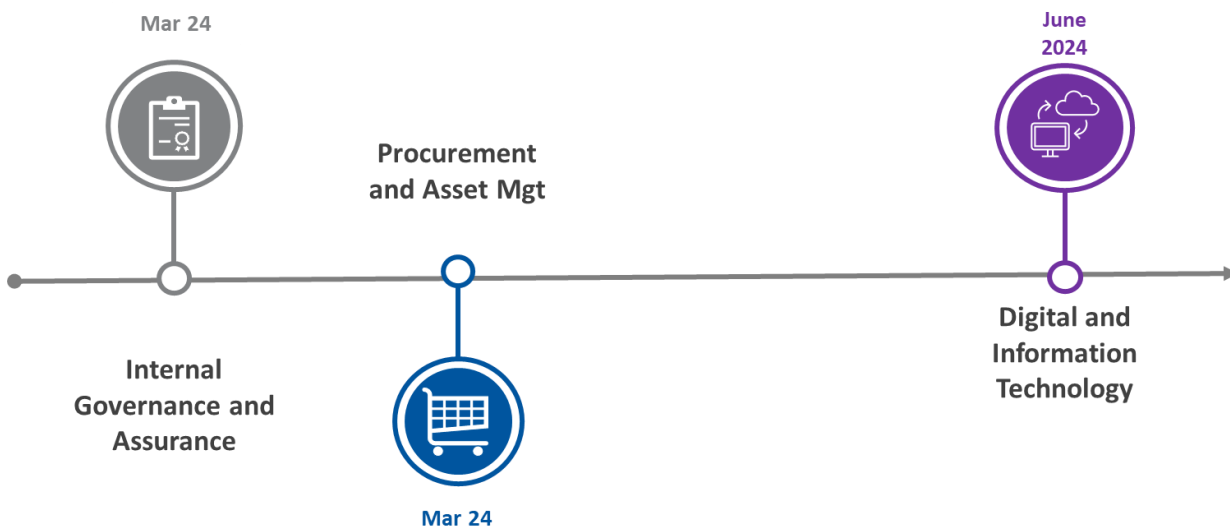 Mar 24
Internal
Governance and
Assurance
Procurement
and Asset Mgt
Mar 24
June
2024
Digital and
Information
Technology